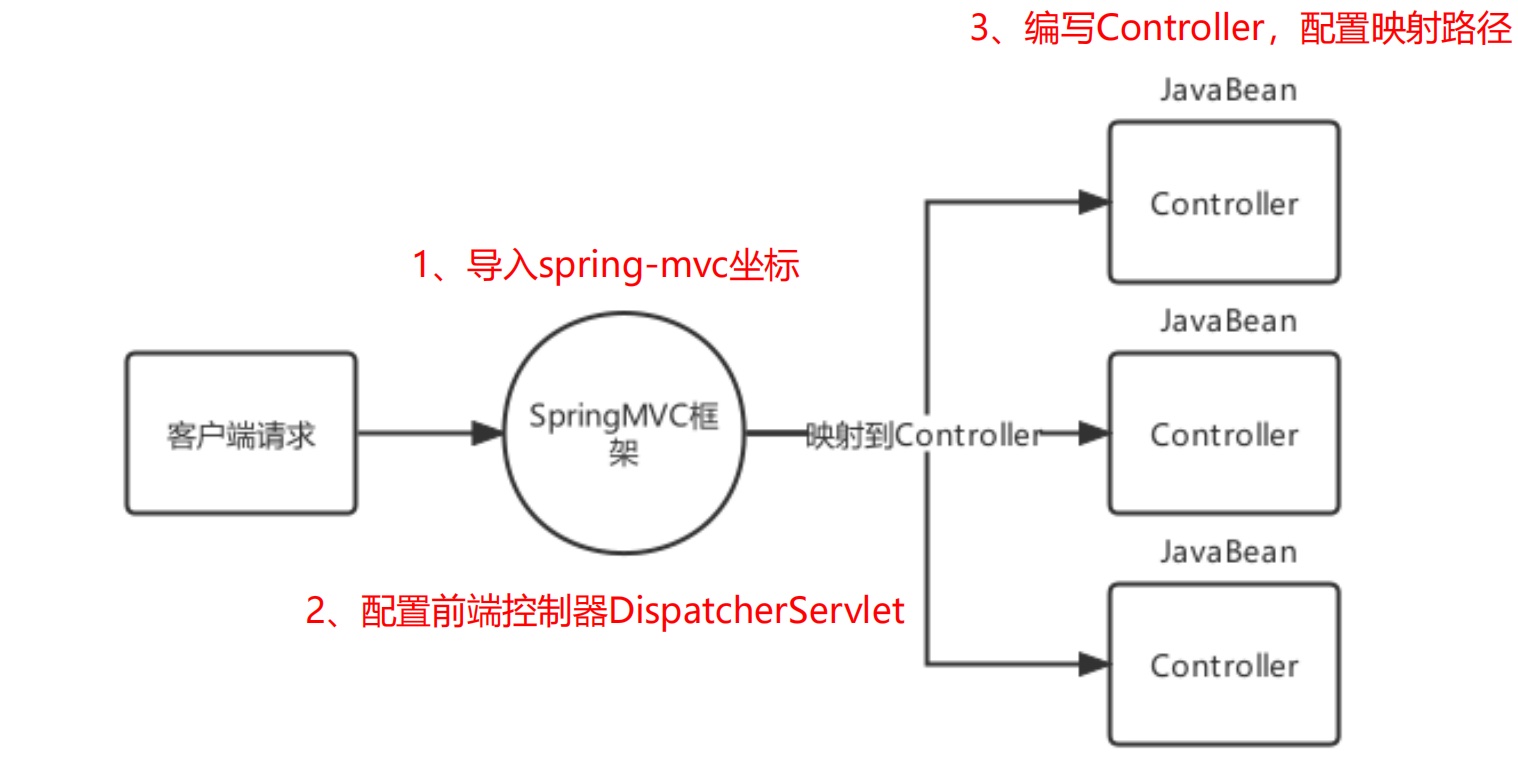 3、编写Controller，配置映射路径
JavaBean
Controller
1、导入spring-mvc坐标
JavaBean
客户端请求
SpringMVC框
架
映射到Controller
Controller
2、配置前端控制器DispatcherServlet
JavaBean
Controller